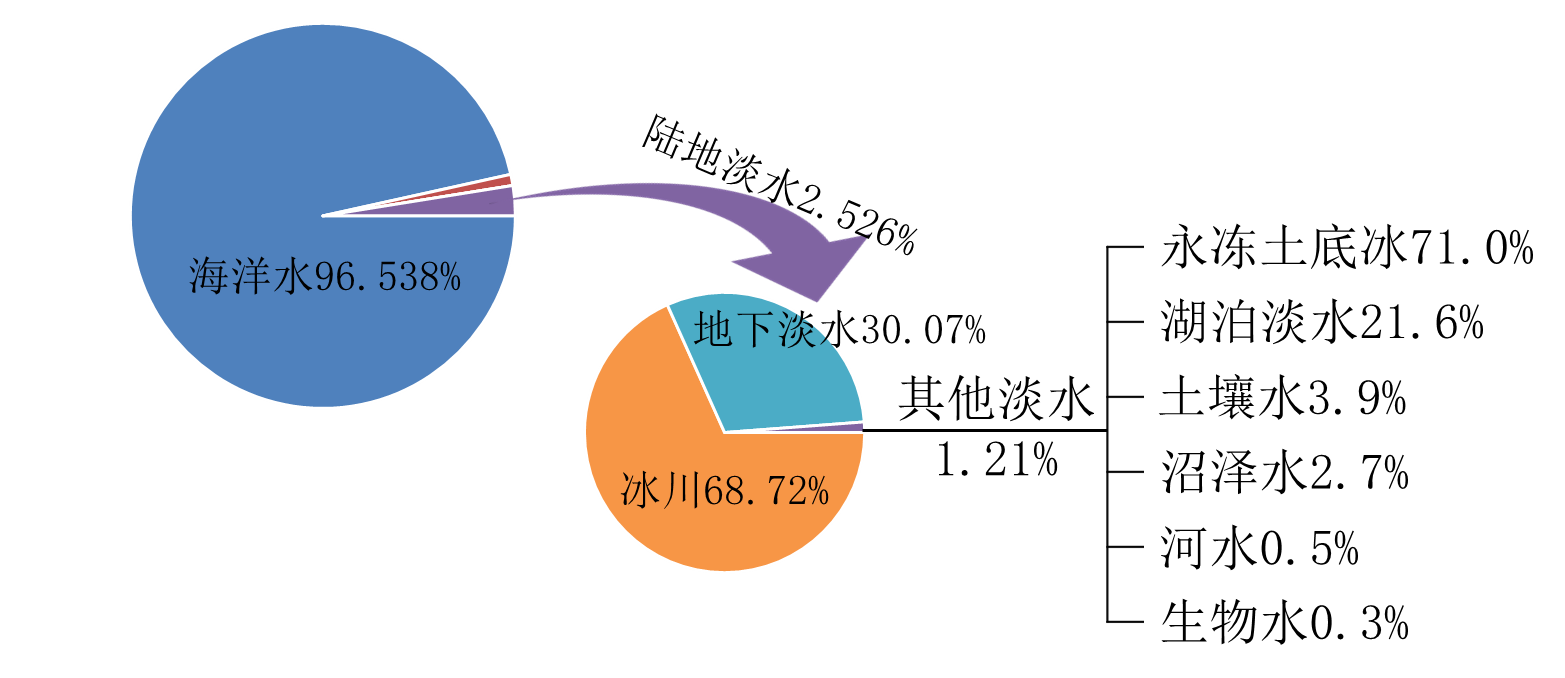 陆地淡水2.526%
海洋水96.538%
地下淡水30.07%
冰川68.72%
其他淡水
1.21%
永冻土底冰71.0%
湖泊淡水21.6%
土壤水3.9%
沼泽水2.7%
河水0.5%
生物水0.3%